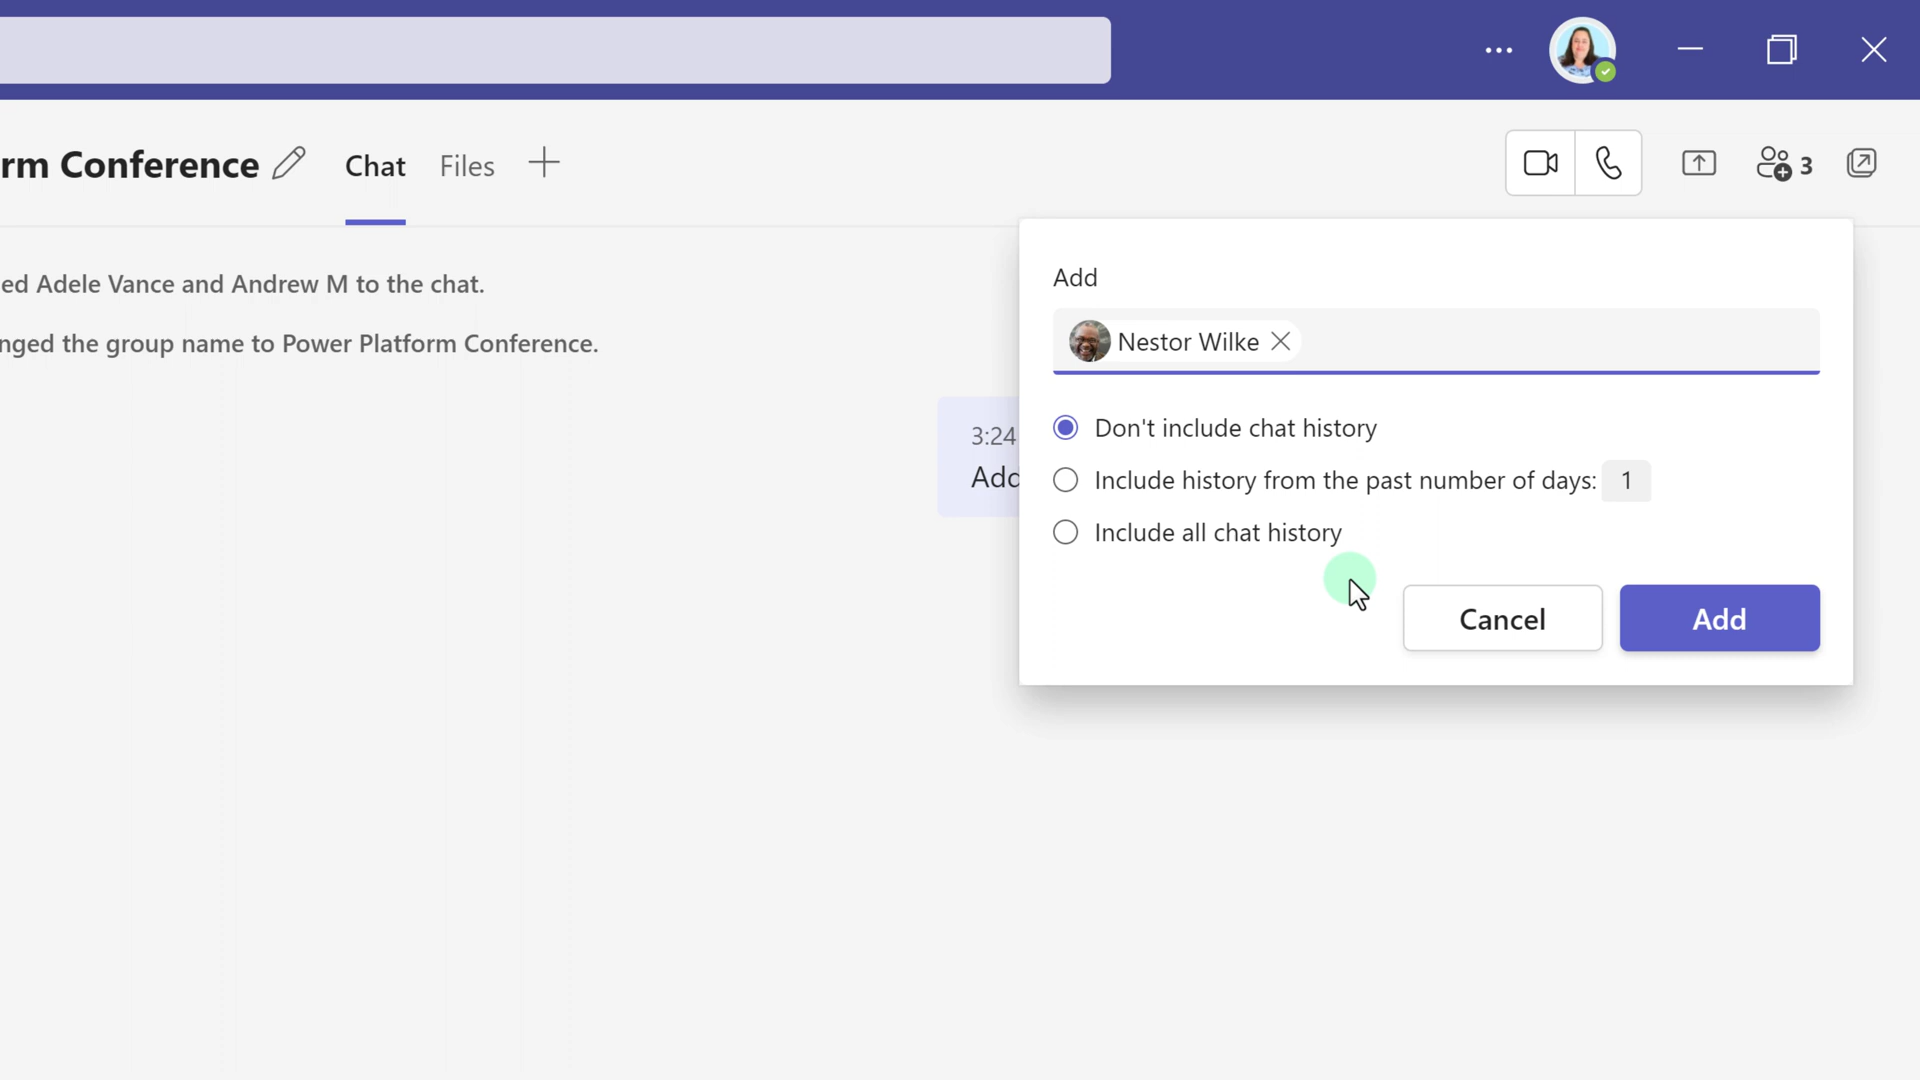 rm Conference Chat Files 3
ed Adele Vance and Andrew M to the chat.
nged the group name to Power Platform Conference.
3:24
Add
Add
Nestor Wilke
Don't include chat history
Include history from the past number of days: 1
Include all chat history
Cancel Add